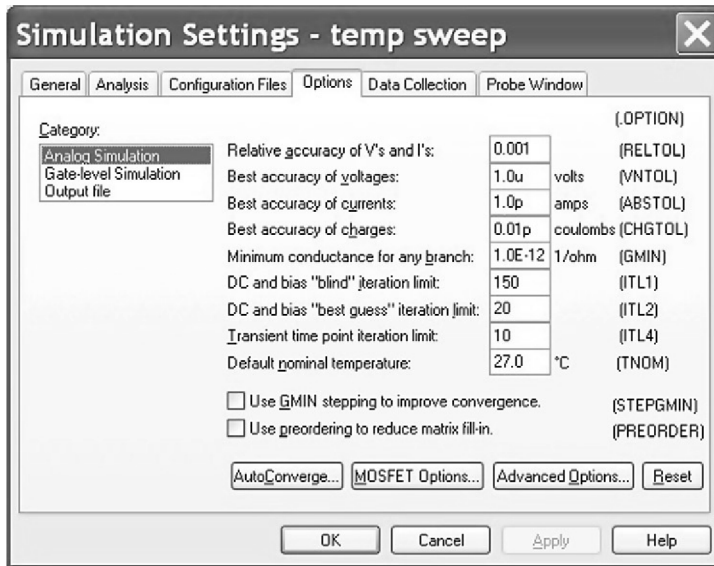 Simulation Settings - temp sweep
General Analysis Configuration Files Options Data Collection Probe Window
(.OPTION)
Category:
Analog Simulation
Gate-level Simulation
Output file
Relative accuracy of V's and I's: 0.001 (RELTOL)
Best accuracy of voltages: 1.0u volts (VNTOL)
Best accuracy of currents: 1.0p amps (ABSTOL)
Best accuracy of charges: 0.01p coulombs (CHGTOL)
Minimum conductance for any branch: 1.0E-12 1/ohm (GMIN)
DC and bias "blind" iteration limit: 150 (ITL1)
DC and bias "best guess" iteration limit: 20 (ITL2)
Transient time point iteration limit: 10 (ITL4)
Default nominal temperature: 27.0 °C (TNOM)
Use GMIN stepping to improve convergence. (STEPGMIN)
Use preordering to reduce matrix fill-in. (PREORDER)
AutoConverge... MOSFET Options... Advanced Options... Reset
OK Cancel Apply Help